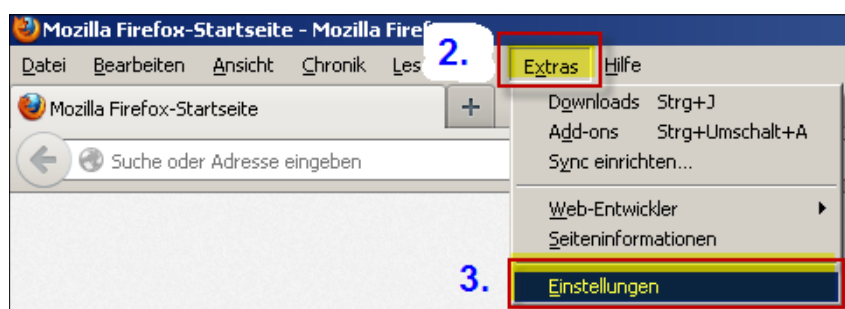 Mozilla Firefox-Startseite - Mozilla Firef
2.
Datei Bearbeiten Ansicht Chronik Les Extras Hilfe
Mozilla Firefox-Startseite +
Downloads Strg+J
Add-ons Strg+Umschalt+A
Suche oder Adresse eingeben
Sync einrichten...
Web-Entwickler
Seiteninformationen
3.
Einstellungen